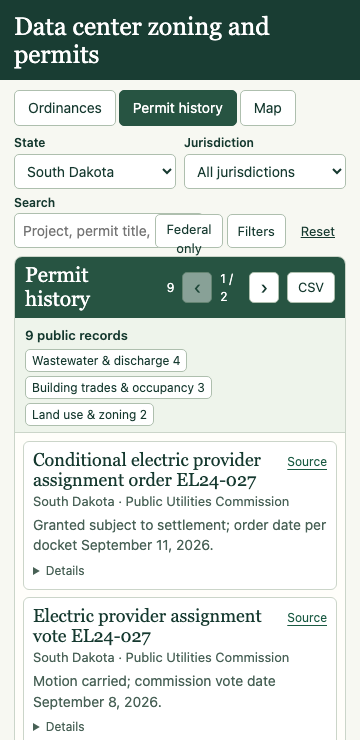 Data center zoning and
permits
Ordinances
Permit history
Map
State
Jurisdiction
South Dakota
All jurisdictions
Search
Project, permit title,
Federal
only
Filters
Reset
Permit
history
9
‹
1 /
2
›
CSV
9 public records
Wastewater & discharge 4
Building trades & occupancy 3
Land use & zoning 2
Conditional electric provider
assignment order EL24-027
Source
South Dakota · Public Utilities Commission
Granted subject to settlement; order date per
docket September 11, 2026.
Details
Electric provider assignment
vote EL24-027
Source
South Dakota · Public Utilities Commission
Motion carried; commission vote date
September 8, 2026.
Details